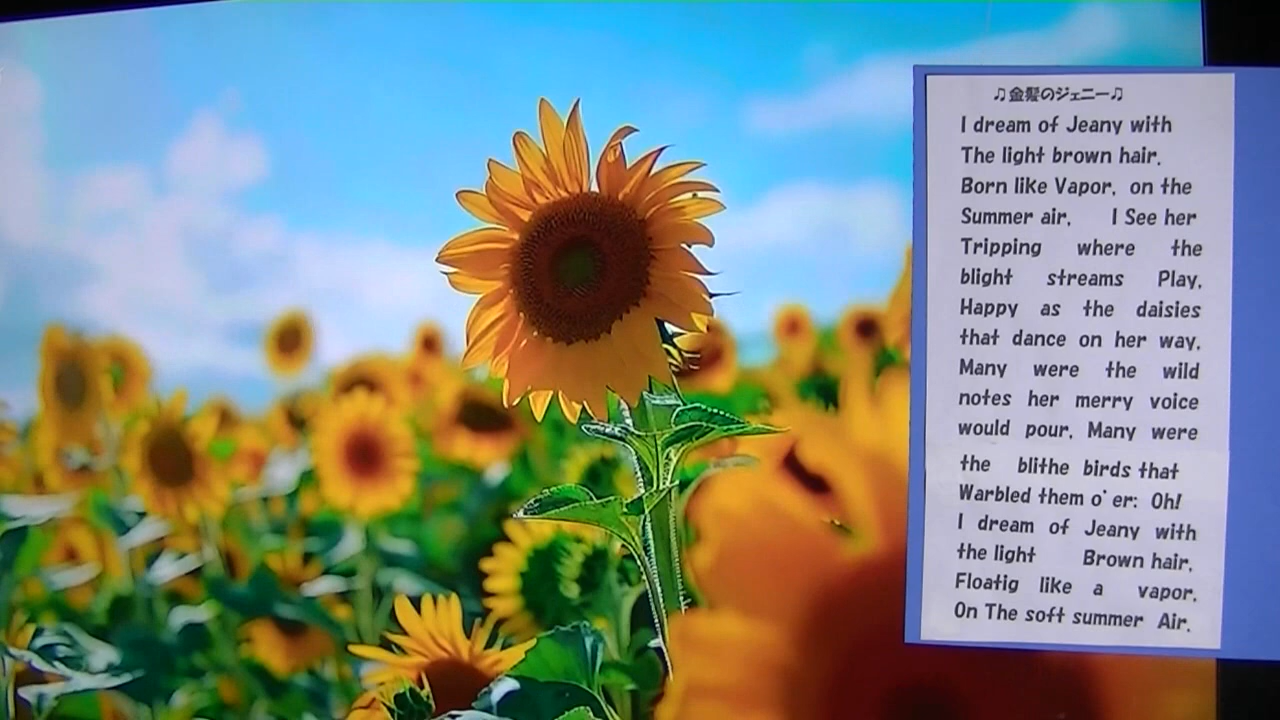 ♫金髪のジェニー♫
I dream of Jeany with
The light brown hair.
Born like Vapor, on the
Summer air, I See her
Tripping where the
blight streams Play.
Happy as the daisies
that dance on her way.
Many were the wild
notes her merry voice
would pour. Many were
the blithe birds that
Warbled them o' er: Oh!
I dream of Jeany with
the light Brown hair,
Floatig like a vapor.
On The soft summer Air.